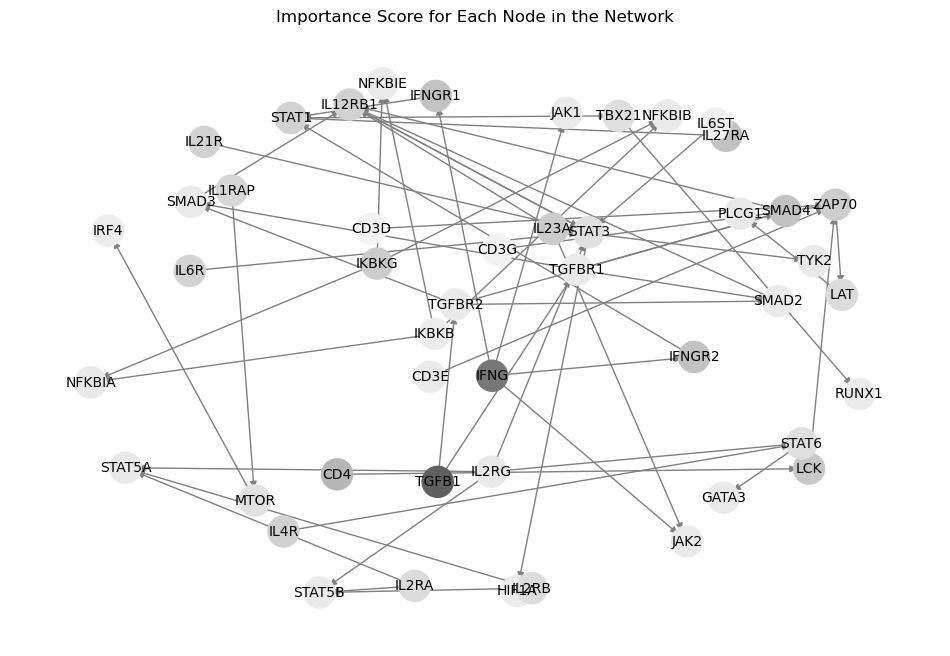 Importance Score for Each Node in the Network
NFKBIE
IFNGR1
IL12RB1
JAK1
TBX21
NFKBIB
STAT1
IL6ST
IL27RA
IL21R
IL1RAP
SMAD3
ZAP70
SMAD4
PLCG1
IRF4
CD3D
IL23A
STAT3
CD3G
TYK2
IKBKG
IL6R
TGFBR1
LAT
SMAD2
TGFBR2
IKBKB
IFNGR2
NFKBIA
CD3E
IFNG
RUNX1
STAT6
STAT5A
LCK
IL2RG
CD4
TGFB1
GATA3
MTOR
IL4R
JAK2
IL2RA
IL2RB
HIF1A
STAT5B